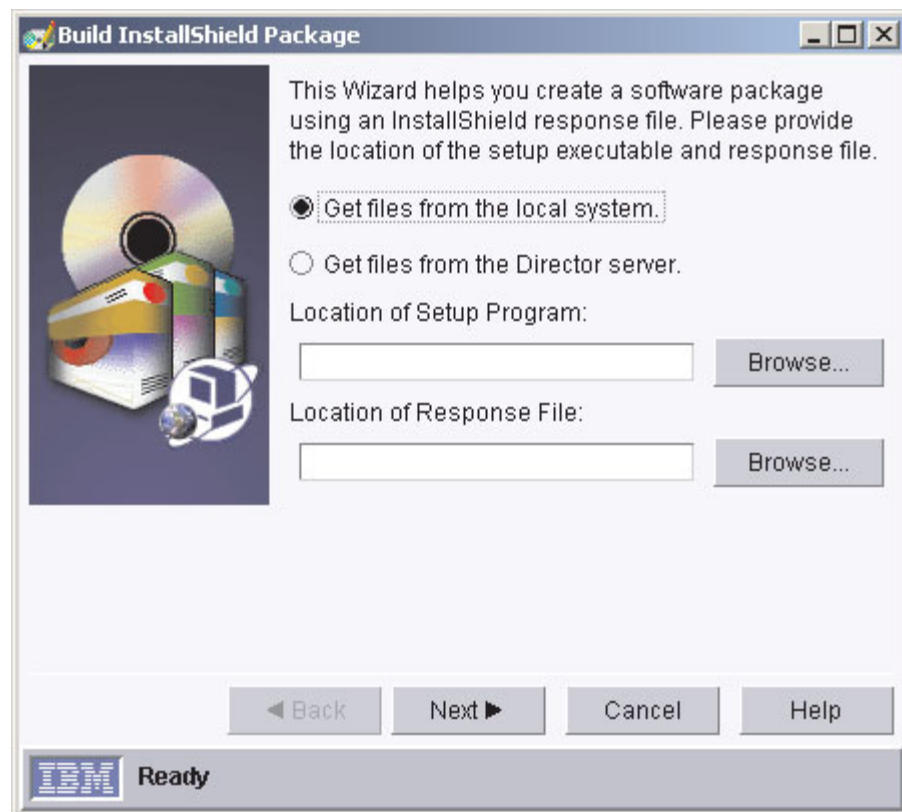 Build InstallShield Package
This Wizard helps you create a software package
using an InstallShield response file. Please provide
the location of the setup executable and response file.
Get files from the local system.
Get files from the Director server.
Location of Setup Program:
Browse...
Location of Response File:
Browse...
Back
Next
Cancel
Help
IBM
Ready